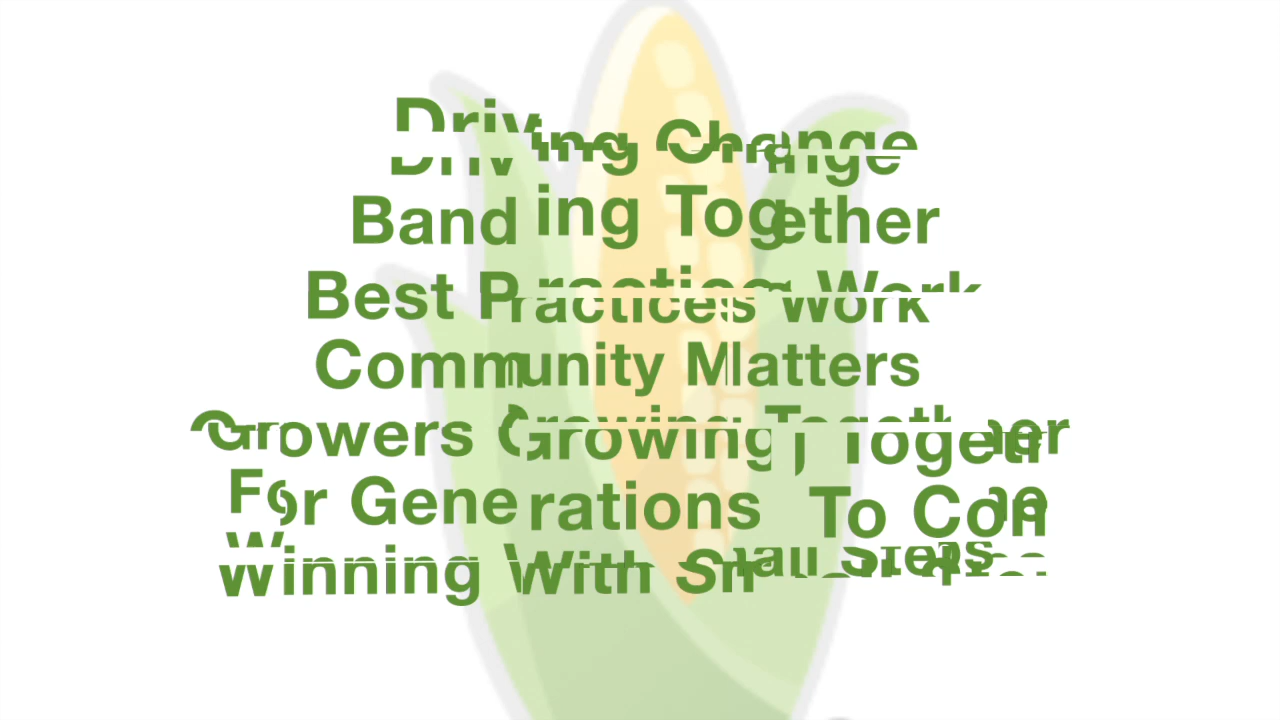 Driving Change
Banding Together
Best Practices Work
Community Matters
Growers Growing Together
For Generations To Come
Winning With Small Steps